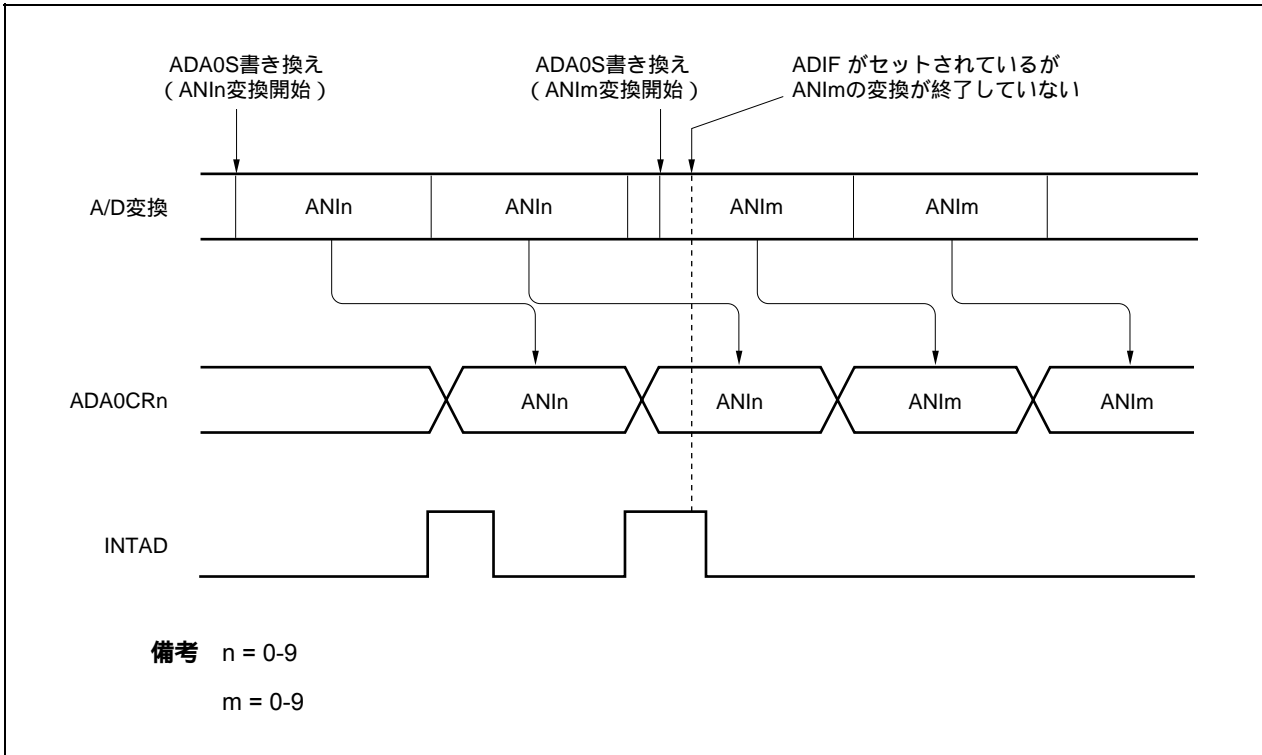 ADA0S書き換え
（ANIn変換開始）
ADA0S書き換え
（ANIm変換開始）
ADIF がセットされているが
ANImの変換が終了していない
A/D変換
ANIn
ANIn
ANIm
ANIm
ADA0CRn
ANIn
ANIn
ANIm
ANIm
INTAD
備考 n = 0-9
m = 0-9